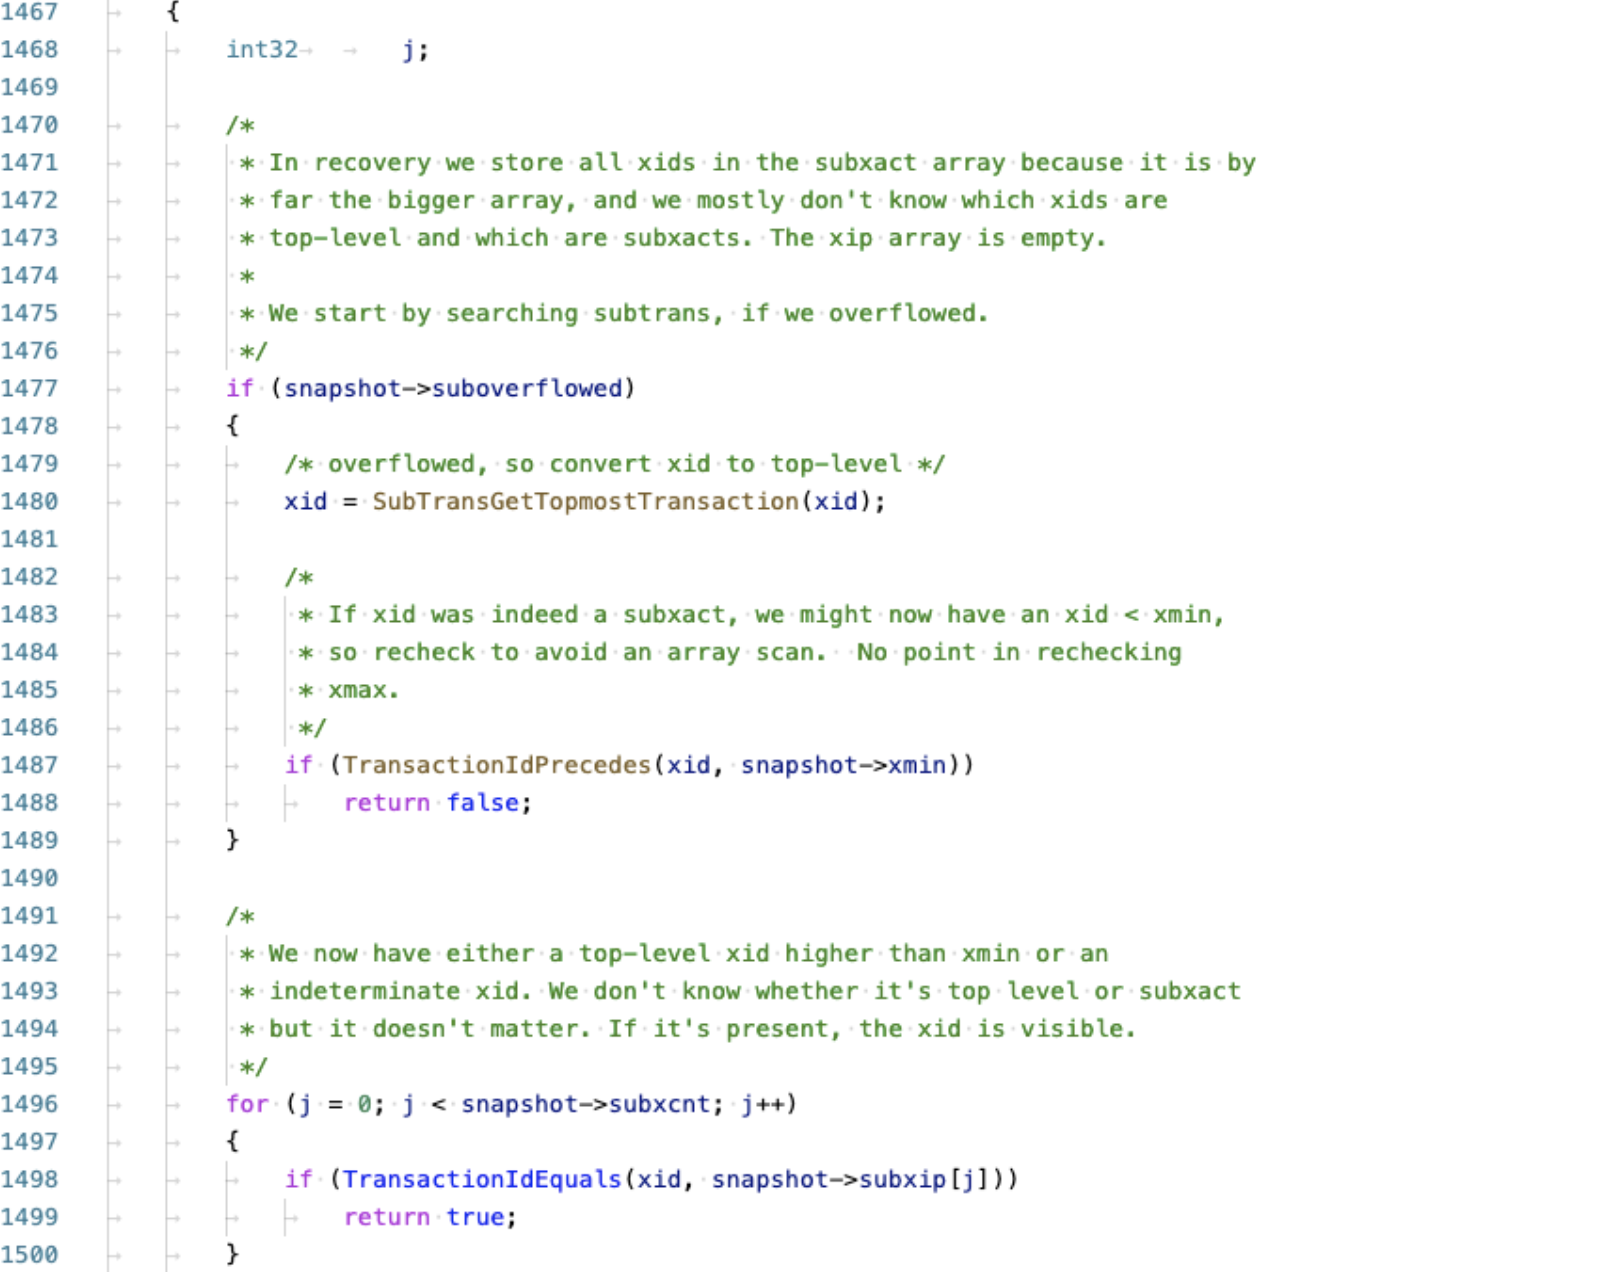 1467 {
1468 int32 j;
1469
1470 /*
1471 * In recovery we store all xids in the subxact array because it is by
1472 * far the bigger array, and we mostly don't know which xids are
1473 * top-level and which are subxacts. The xip array is empty.
1474 *
1475 * We start by searching subtrans, if we overflowed.
1476 */
1477 if (snapshot->suboverflowed)
1478 {
1479 /* overflowed, so convert xid to top-level */
1480 xid = SubTransGetTopmostTransaction(xid);
1481
1482 /*
1483 * If xid was indeed a subxact, we might now have an xid < xmin,
1484 * so recheck to avoid an array scan.  No point in rechecking
1485 * xmax.
1486 */
1487 if (TransactionIdPrecedes(xid, snapshot->xmin))
1488 return false;
1489 }
1490
1491 /*
1492 * We now have either a top-level xid higher than xmin or an
1493 * indeterminate xid. We don't know whether it's top level or subxact
1494 * but it doesn't matter. If it's present, the xid is visible.
1495 */
1496 for (j = 0; j < snapshot->subxcnt; j++)
1497 {
1498 if (TransactionIdEquals(xid, snapshot->subxip[j]))
1499 return true;
1500 }